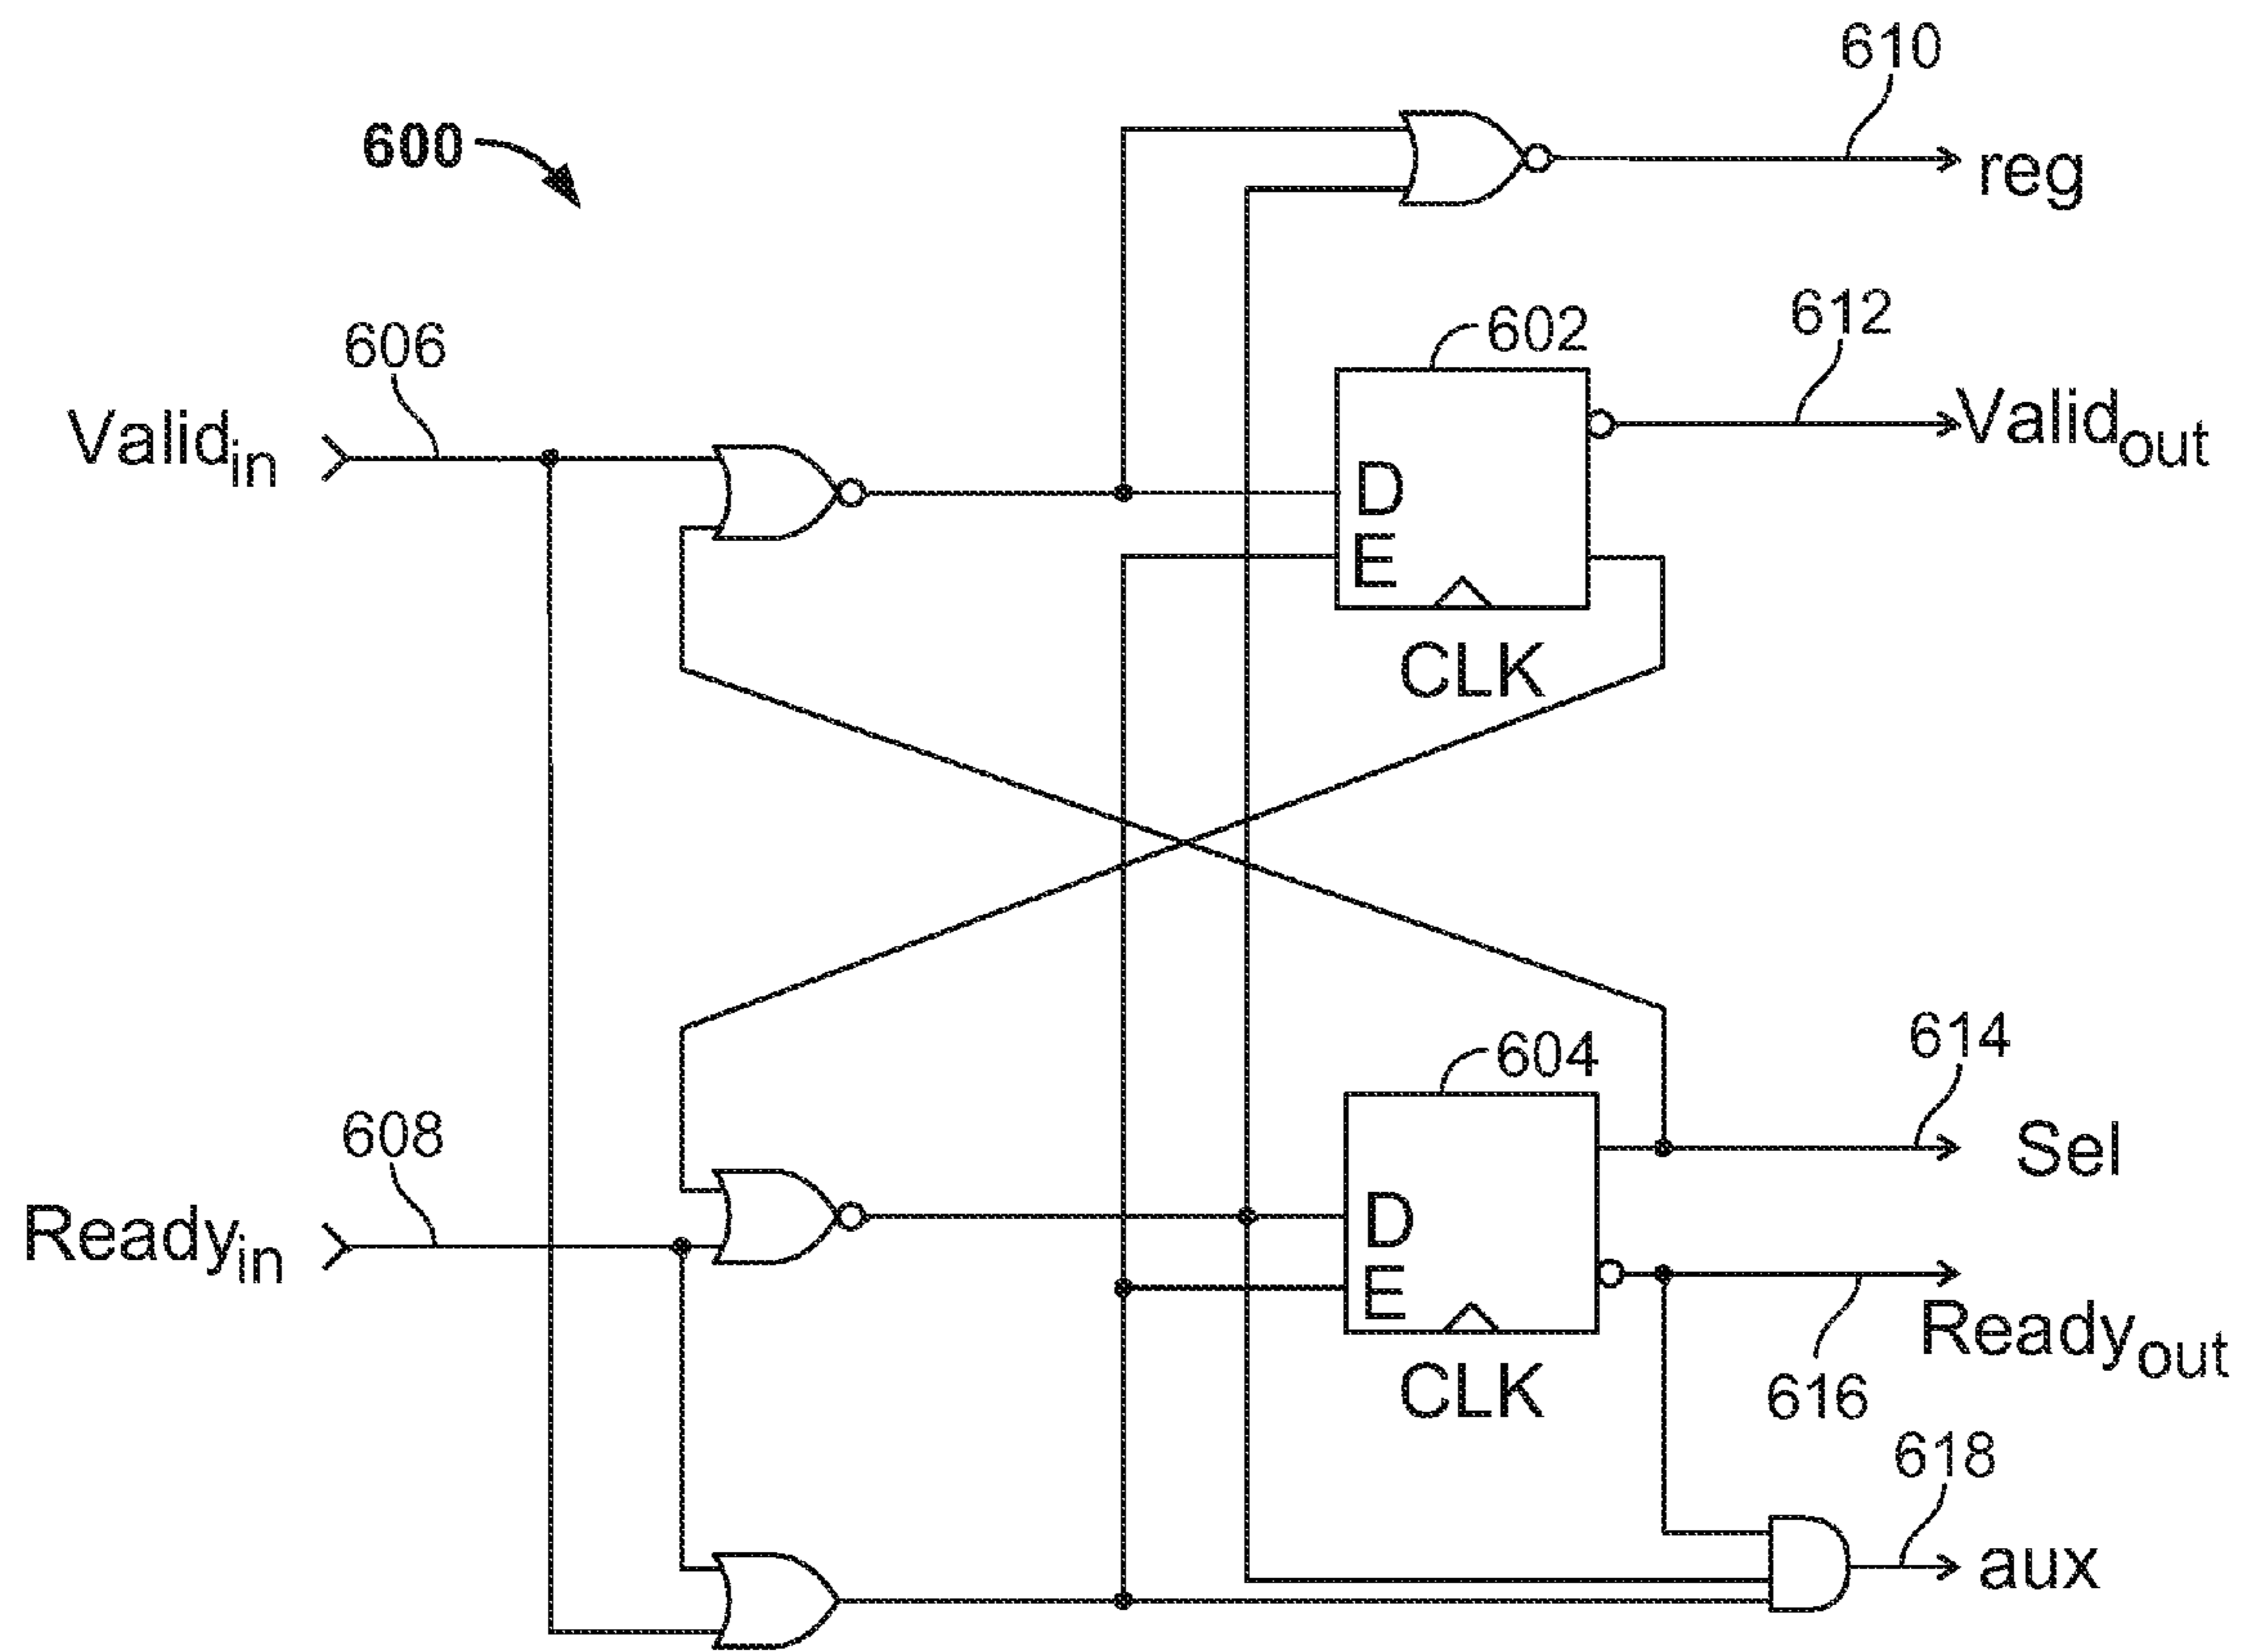 610
600
reg
602
612
606
Valid_in
Valid_out
D
E
CLK
604
614
608
Sel
Ready_in
D
E
Ready_out
CLK
616
618
aux